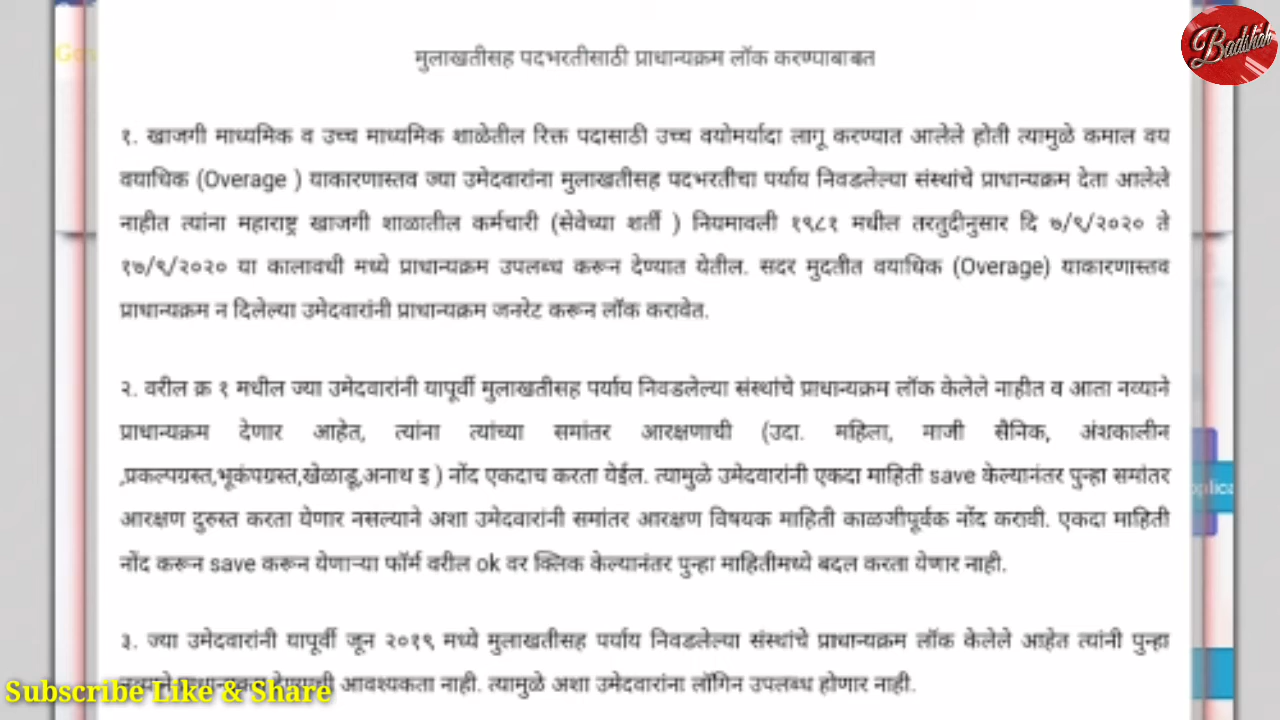 Badshah
Gov
मुलाखतीसह पदभरतीसाठी प्राधान्यक्रम लॉक करण्याबाबत
१. खाजगी माध्यमिक व उच्च माध्यमिक शाळेतील रिक्त पदासाठी उच्च वयोमर्यादा लागू करण्यात आलेले होती त्यामुळे कमाल वय
वयाधिक (Overage ) याकारणास्तव ज्या उमेदवारांना मुलाखतीसह पदभरतीचा पर्याय निवडलेल्या संस्थांचे प्राधान्यक्रम देता आलेले
नाहीत त्यांना महाराष्ट्र खाजगी शाळातील कर्मचारी (सेवेच्या शर्ती ) नियमावली १९८१ मधील तरतुदीनुसार दि ७/९/२०२० ते
१७/९/२०२० या कालावधी मध्ये प्राधान्यक्रम उपलब्ध करून देण्यात येतील. सदर मुदतीत वयाधिक (Overage) याकारणास्तव
प्राधान्यक्रम न दिलेल्या उमेदवारांनी प्राधान्यक्रम जनरेट करून लॉक करावेत.
२. वरील क्र १ मधील ज्या उमेदवारांनी यापूर्वी मुलाखतीसह पर्याय निवडलेल्या संस्थांचे प्राधान्यक्रम लॉक केलेले नाहीत व आता नव्याने
प्राधान्यक्रम देणार आहेत, त्यांना त्यांच्या समांतर आरक्षणाची (उदा. महिला, माजी सैनिक, अंशकालीन
,प्रकल्पग्रस्त,भूकंपग्रस्त,खेळाडू,अनाथ इ ) नोंद एकदाच करता येईल. त्यामुळे उमेदवारांनी एकदा माहिती save केल्यानंतर पुन्हा समांतर
आरक्षण दुरुस्त करता येणार नसल्याने अशा उमेदवारांनी समांतर आरक्षण विषयक माहिती काळजीपूर्वक नोंद करावी. एकदा माहिती
नोंद करून save करून येणाऱ्या फॉर्म वरील ok वर क्लिक केल्यानंतर पुन्हा माहितीमध्ये बदल करता येणार नाही.
३. ज्या उमेदवारांनी यापूर्वी जून २०१९ मध्ये मुलाखतीसह पर्याय निवडलेल्या संस्थांचे प्राधान्यक्रम लॉक केलेले आहेत त्यांनी पुन्हा
आवश्यकता नाही. त्यामुळे अशा उमेदवारांना लॉगिन उपलब्ध होणार नाही.
Subscribe Like & Share